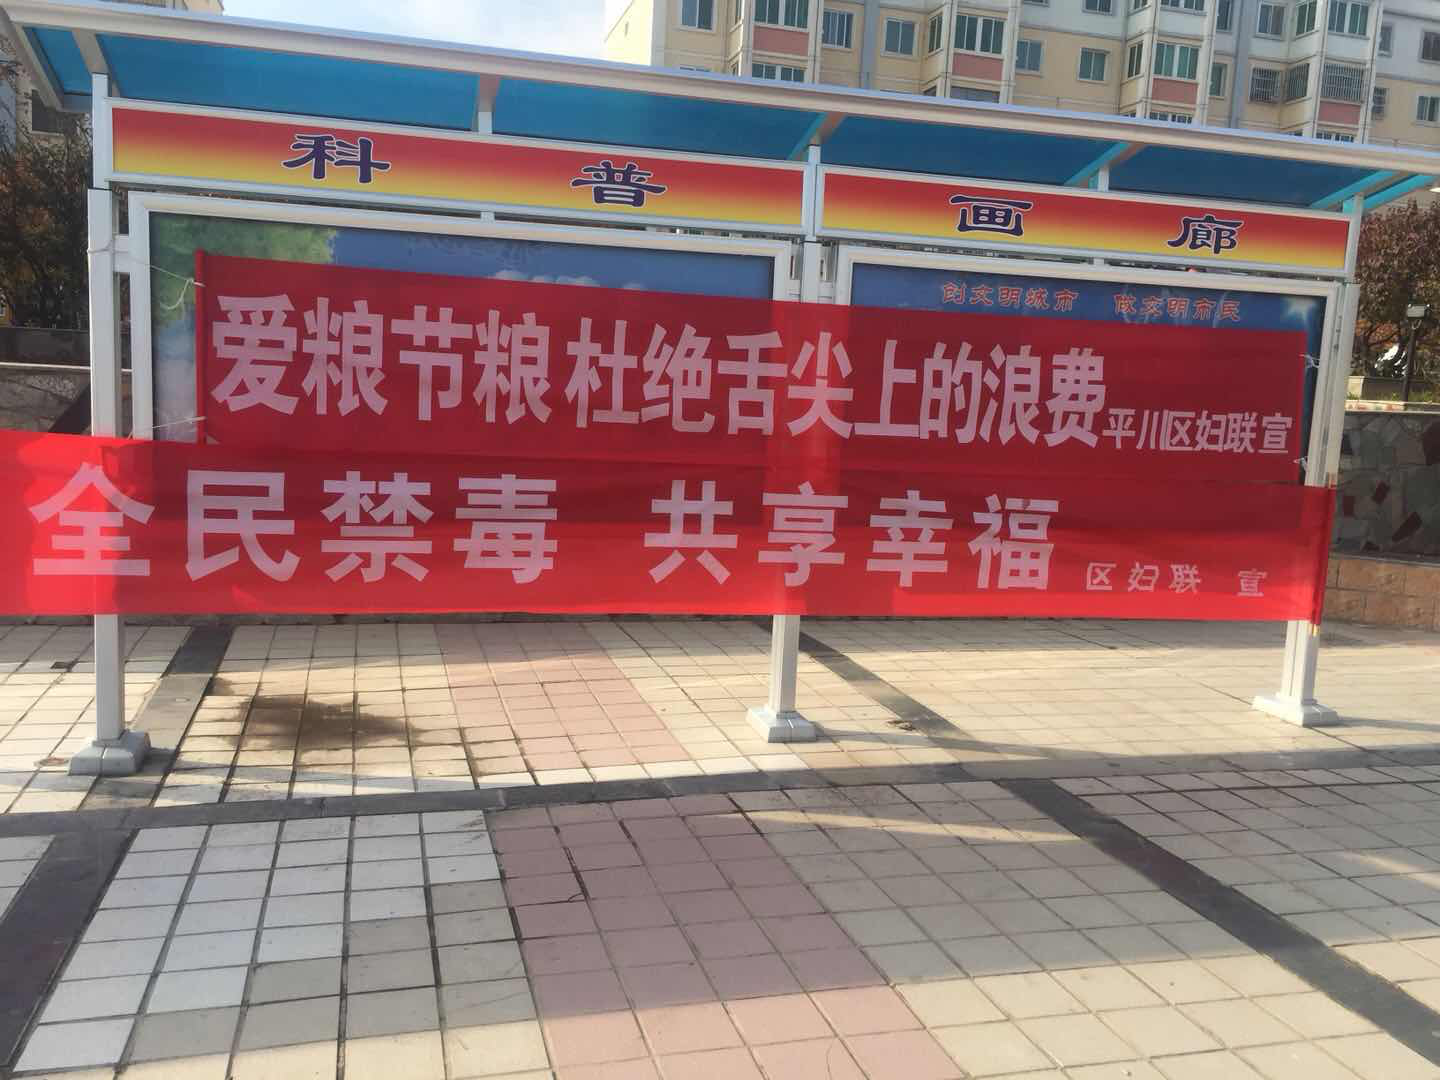 科普画廊
创文明城市 做文明市民
爱粮节粮 杜绝舌尖上的浪费 平川区妇联 宣
全民禁毒 共享幸福 区妇联 宣